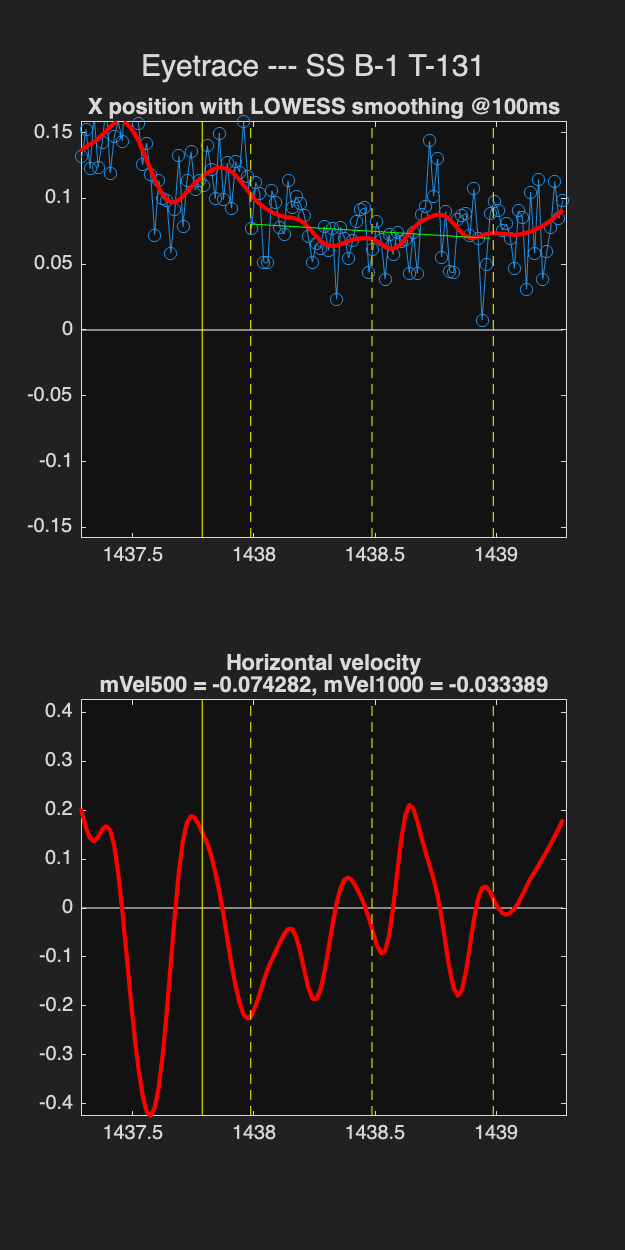 Eyetrace --- SS B-1 T-131
X position with LOWESS smoothing @100ms
0.15
0.1
0.05
0
-0.05
-0.1
-0.15
1437.5 1438 1438.5 1439
Horizontal velocity
mVel500 = -0.074282, mVel1000 = -0.033389
0.4
0.3
0.2
0.1
0
-0.1
-0.2
-0.3
-0.4
1437.5 1438 1438.5 1439